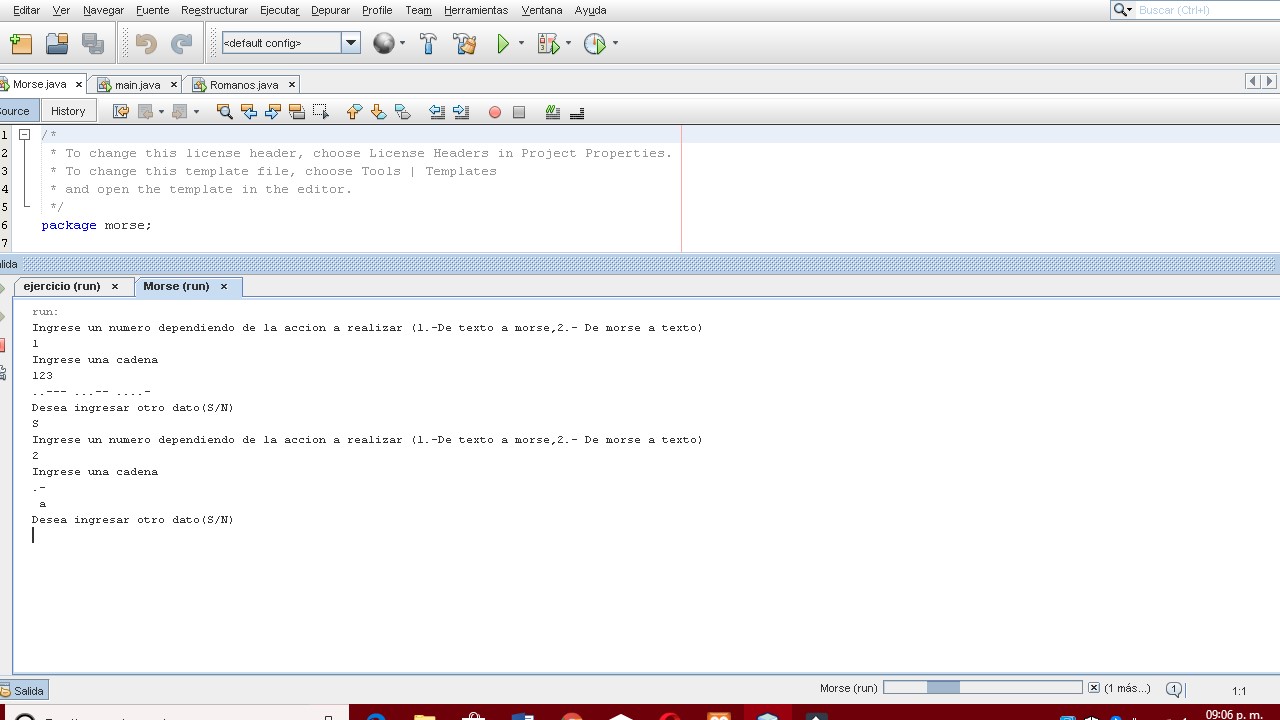 Editar Ver Navegar Fuente Reestructurar Ejecutar Depurar Profile Team Herramientas Ventana Ayuda Buscar (Ctrl+I)
<default config>
Morse.java × main.java × Romanos.java ×
Source History
1 /*
2 * To change this license header, choose License Headers in Project Properties.
3 * To change this template file, choose Tools | Templates
4 * and open the template in the editor.
5 */
6 package morse;
7
alida
ejercicio (run) × Morse (run) ×
run:
Ingrese un numero dependiendo de la accion a realizar (1.-De texto a morse,2.- De morse a texto)
1
Ingrese una cadena
123
..--- ...-- ....-
Desea ingresar otro dato(S/N)
S
Ingrese un numero dependiendo de la accion a realizar (1.-De texto a morse,2.- De morse a texto)
2
Ingrese una cadena
.-
a
Desea ingresar otro dato(S/N)
Salida Morse (run) (1 más...) 1 1:1
09:06 p. m.